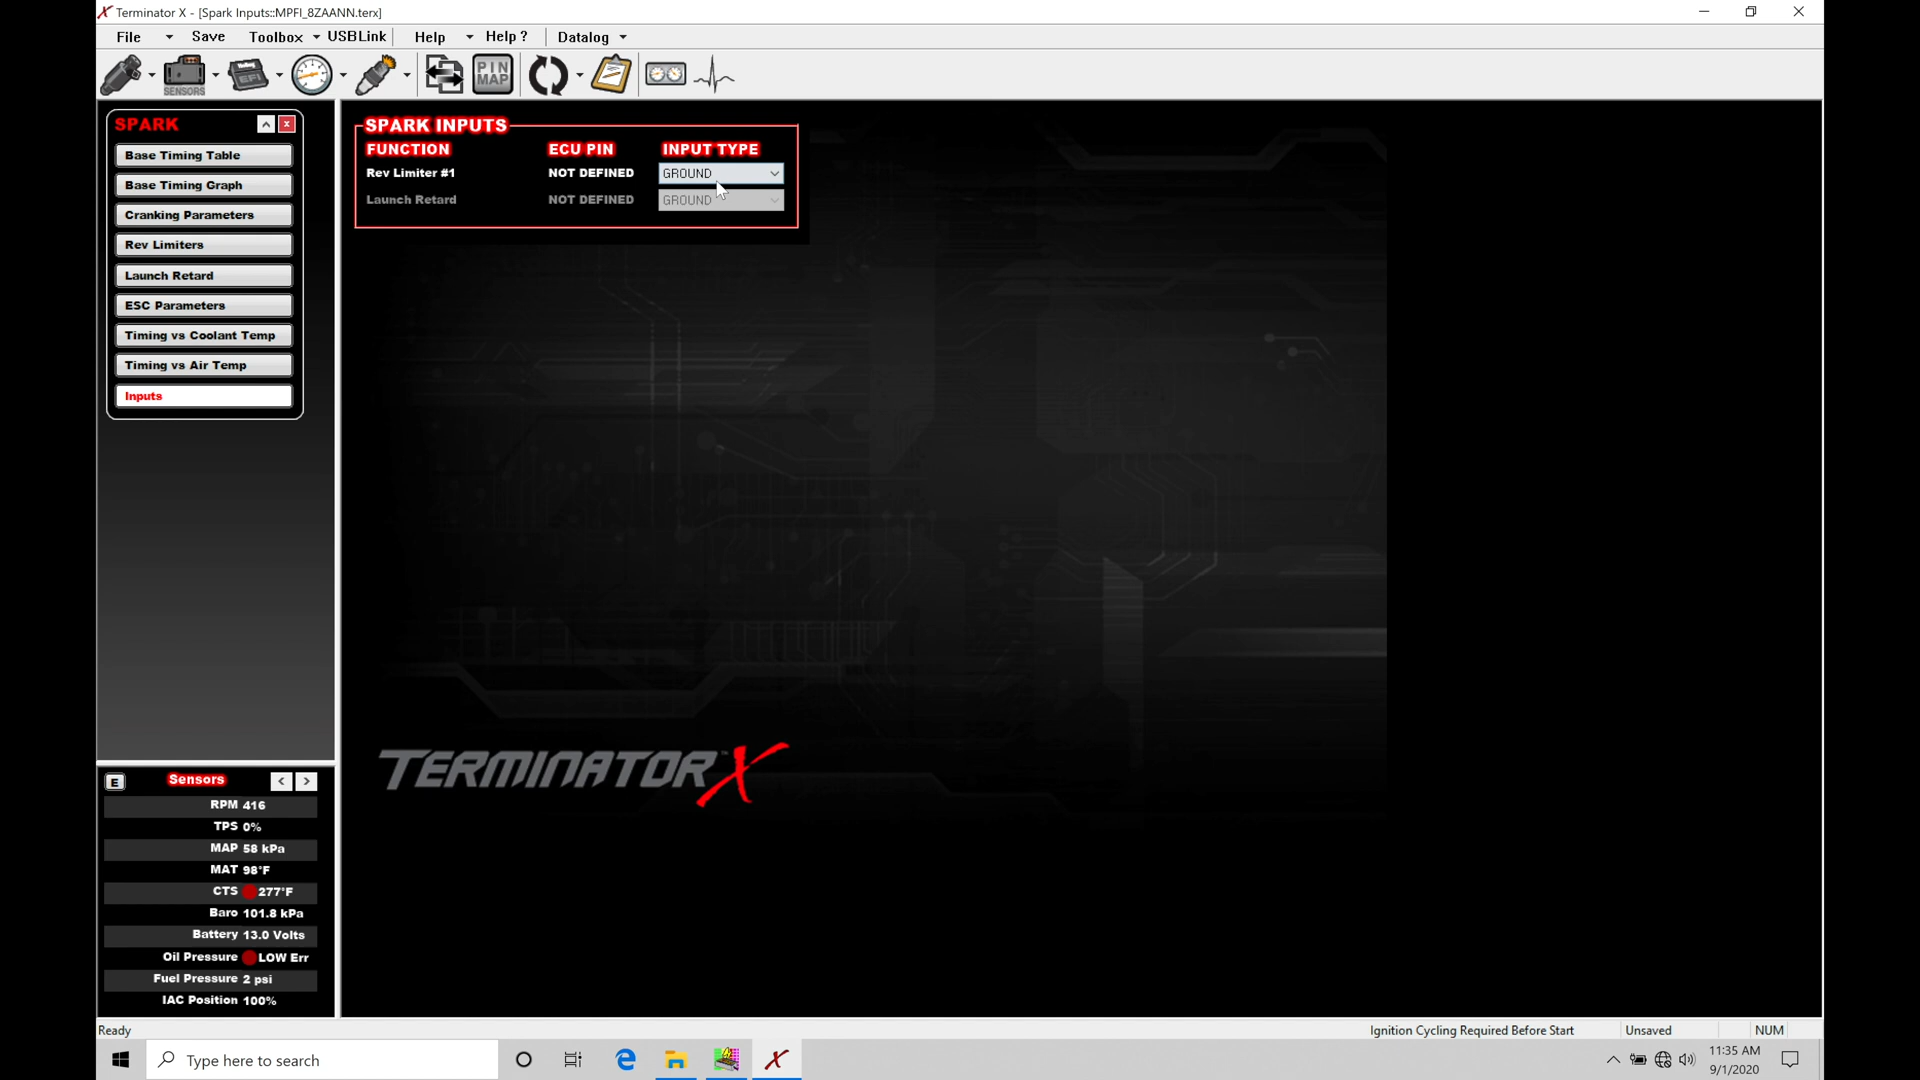 Terminator X - [Spark Inputs::MPFI_8ZAANN.terx]
File Save Toolbox USBLink Help Help ? Datalog
SENSORS EFI PIN MAP
SPARK
Base Timing Table
Base Timing Graph
Cranking Parameters
Rev Limiters
Launch Retard
ESC Parameters
Timing vs Coolant Temp
Timing vs Air Temp
Inputs
SPARK INPUTS
FUNCTION ECU PIN INPUT TYPE
Rev Limiter #1 NOT DEFINED GROUND
Launch Retard NOT DEFINED GROUND
TERMINATOR X
E Sensors < >
RPM 416
TPS 0%
MAP 58 kPa
MAT 98°F
CTS 277°F
Baro 101.8 kPa
Battery 13.0 Volts
Oil Pressure LOW Err
Fuel Pressure 2 psi
IAC Position 100%
Ready Ignition Cycling Required Before Start Unsaved NUM
Type here to search 11:35 AM
9/1/2020